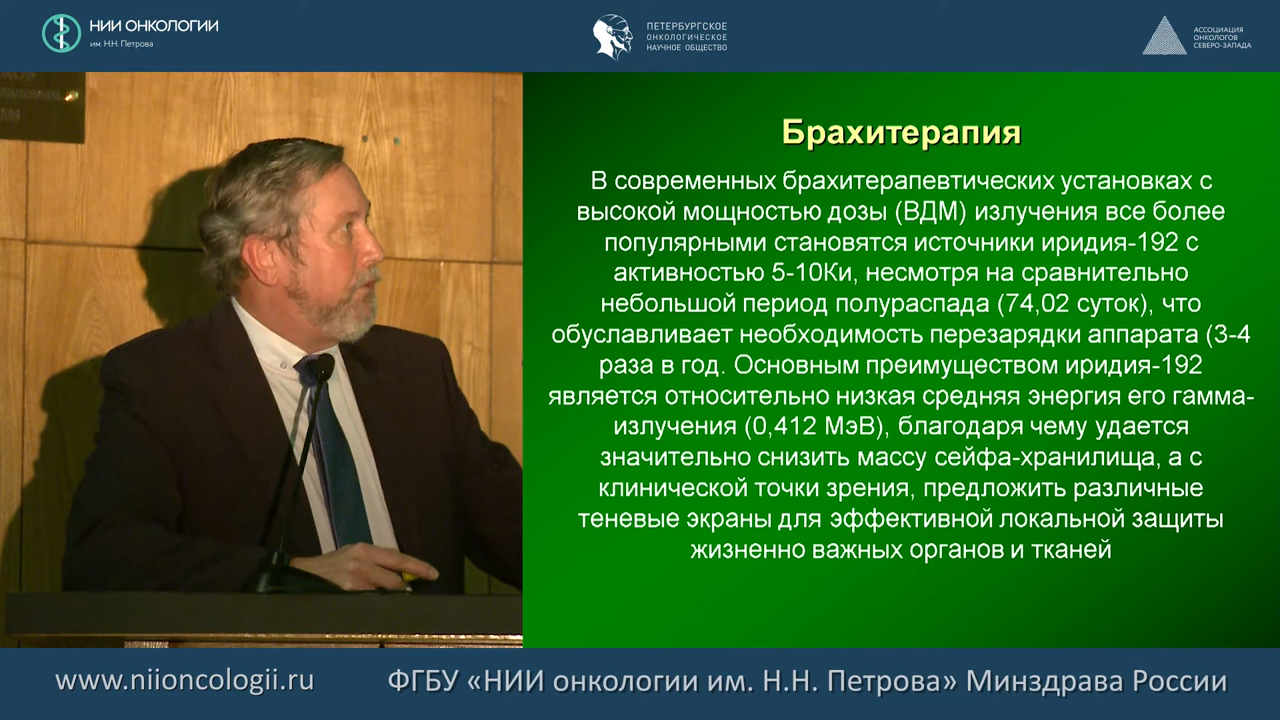 НИИ ОНКОЛОГИИ
им. Н.Н. Петрова
ПЕТЕРБУРГСКОЕ
ОНКОЛОГИЧЕСКОЕ
НАУЧНОЕ ОБЩЕСТВО
АССОЦИАЦИЯ
ОНКОЛОГОВ
СЕВЕРО-ЗАПАДА
Брахитерапия
В современных брахитерапевтических установках с
высокой мощностью дозы (ВДМ) излучения все более
популярными становятся источники иридия-192 с
активностью 5-10Ки, несмотря на сравнительно
небольшой период полураспада (74,02 суток), что
обуславливает необходимость перезарядки аппарата (3-4
раза в год. Основным преимуществом иридия-192
является относительно низкая средняя энергия его гамма-
излучения (0,412 МэВ), благодаря чему удается
значительно снизить массу сейфа-хранилища, а с
клинической точки зрения, предложить различные
теневые экраны для эффективной локальной защиты
жизненно важных органов и тканей
www.niioncologii.ru
ФГБУ «НИИ онкологии им. Н.Н. Петрова» Минздрава России